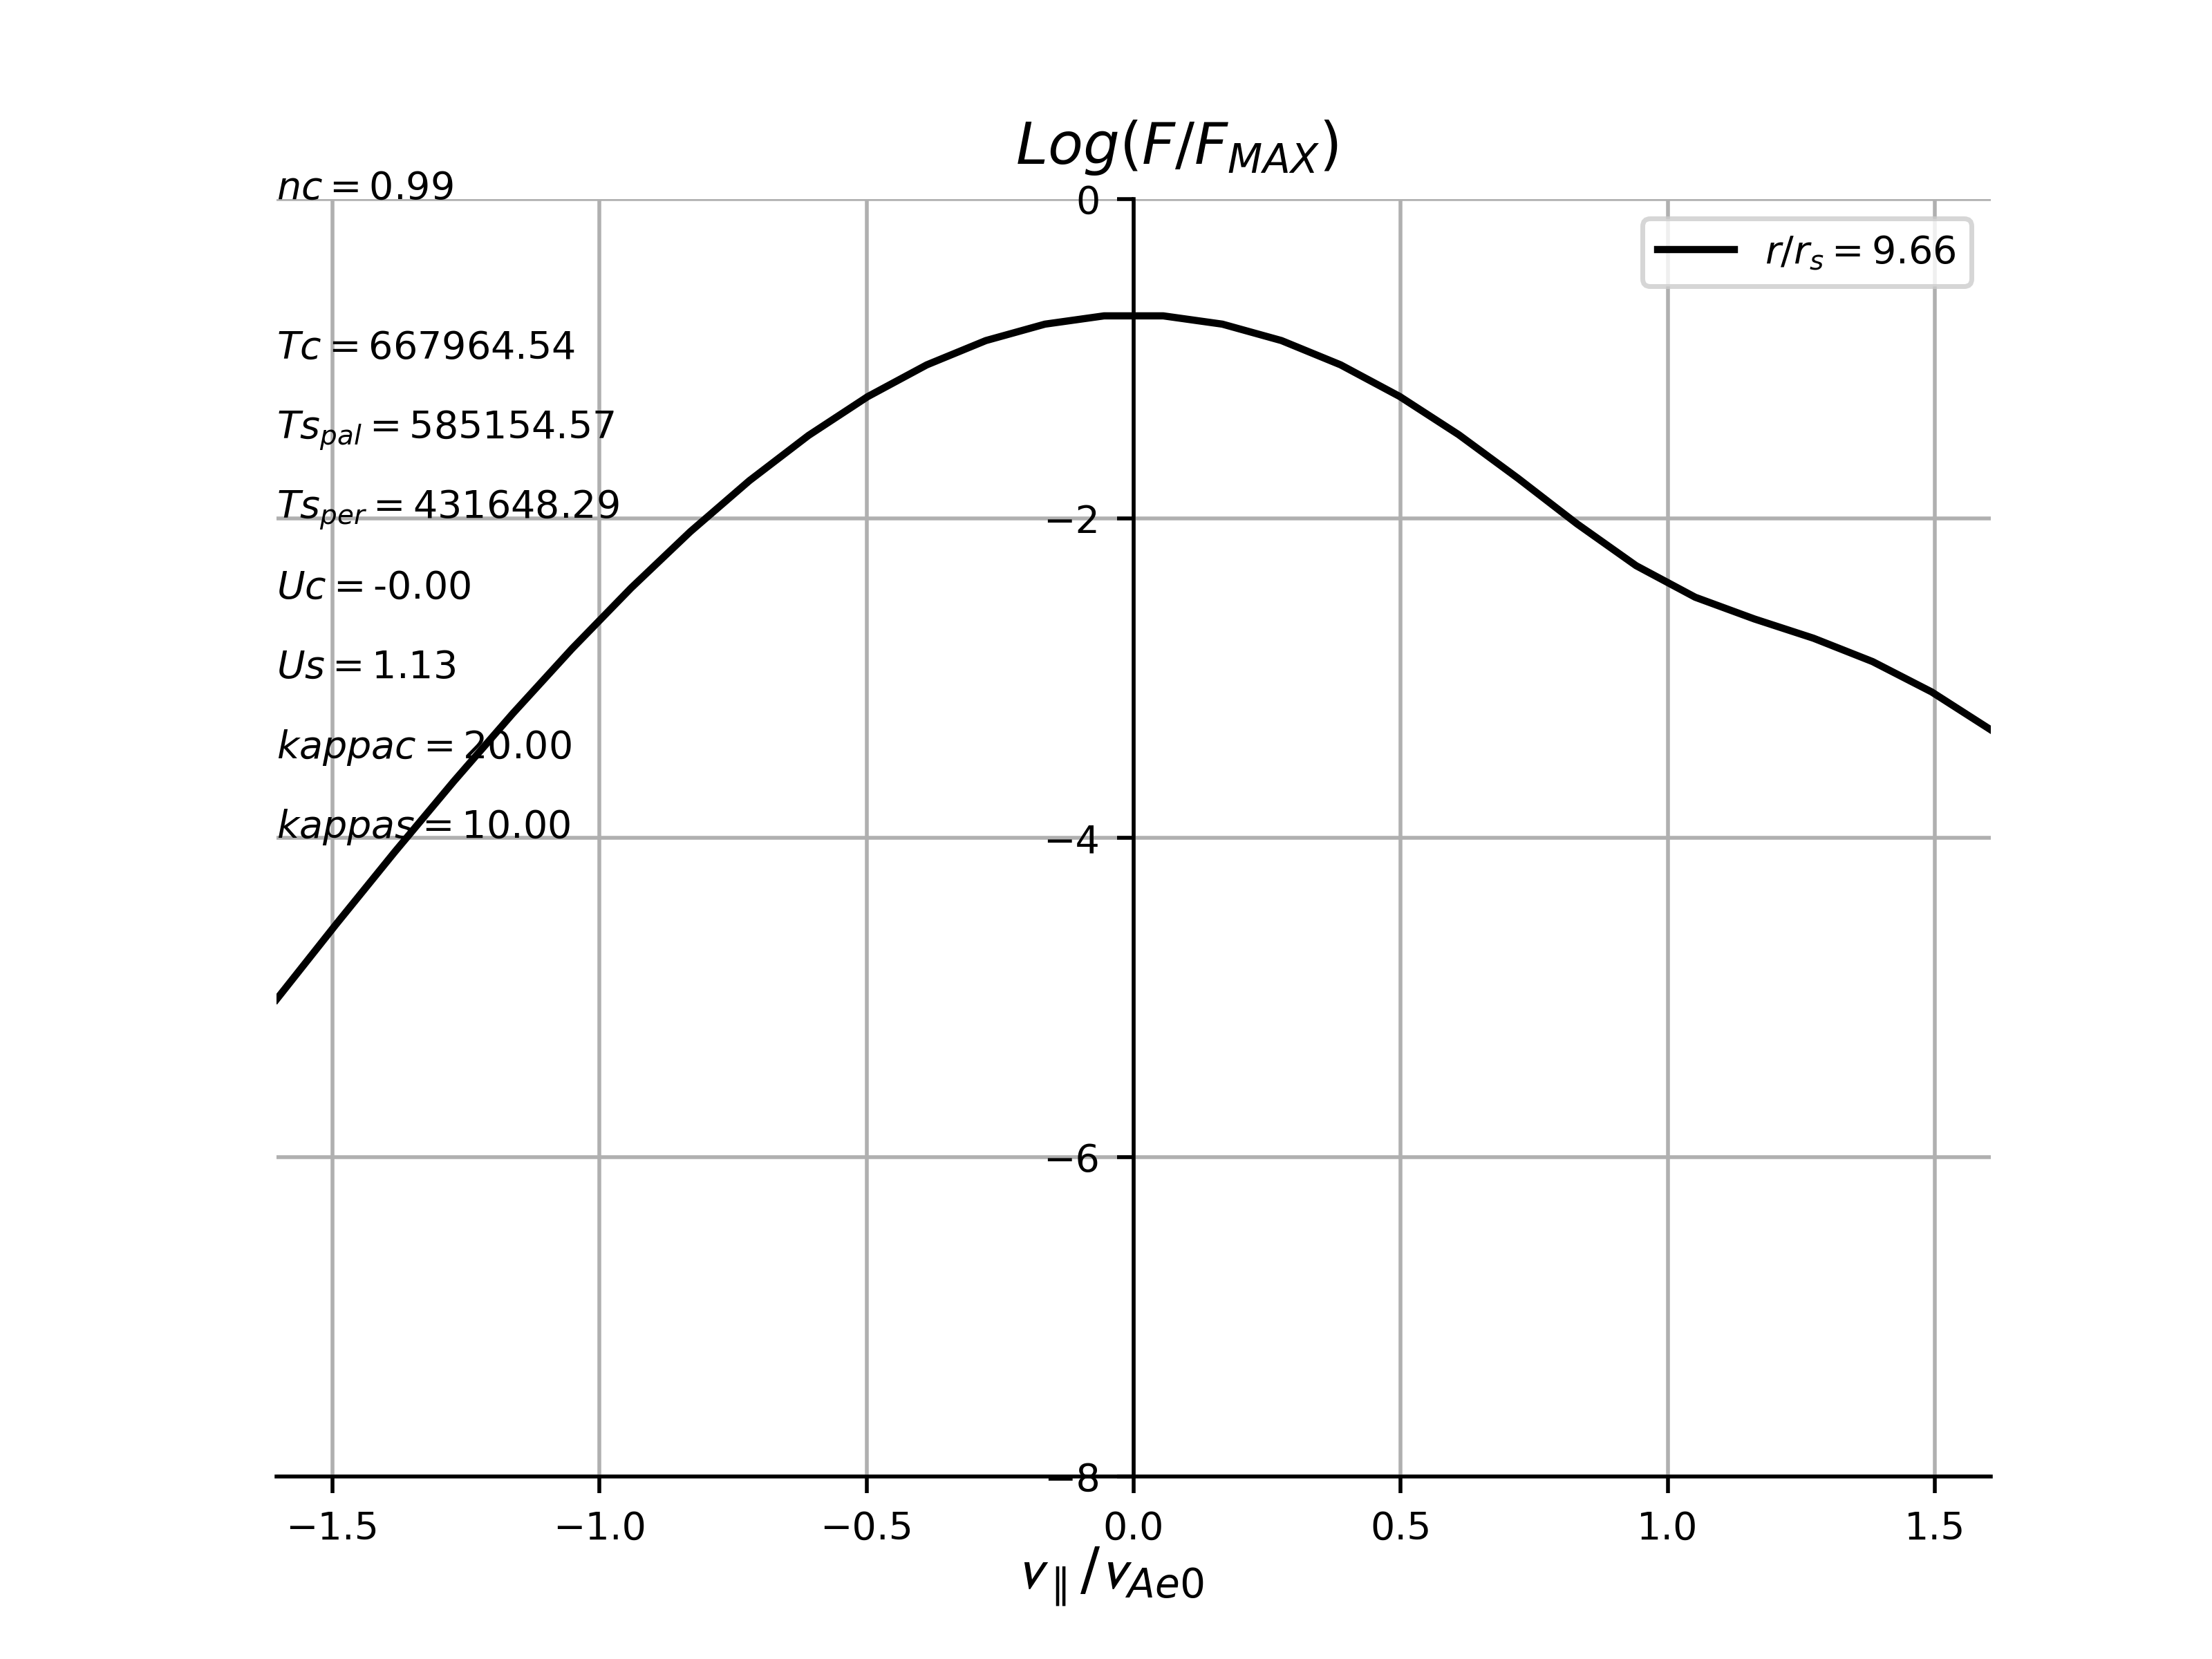 Log(F/F_MAX)
nc = 0.99
0
r/r_s = 9.66
Tc = 667964.54
Ts_pal = 585154.57
Ts_per = 431648.29
−2
Uc = -0.00
Us = 1.13
kappac = 20.00
kappas = 10.00
−4
−6
−8
−1.5 −1.0 −0.5 0.0 0.5 1.0 1.5
v_∥/v_Ae0